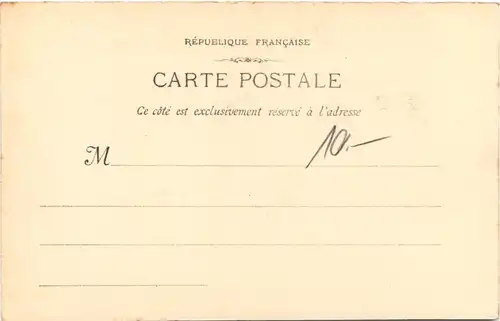 RÉPUBLIQUE FRANÇAISE
CARTE POSTALE
Ce côté est exclusivement réservé à l'adresse
M
10.-